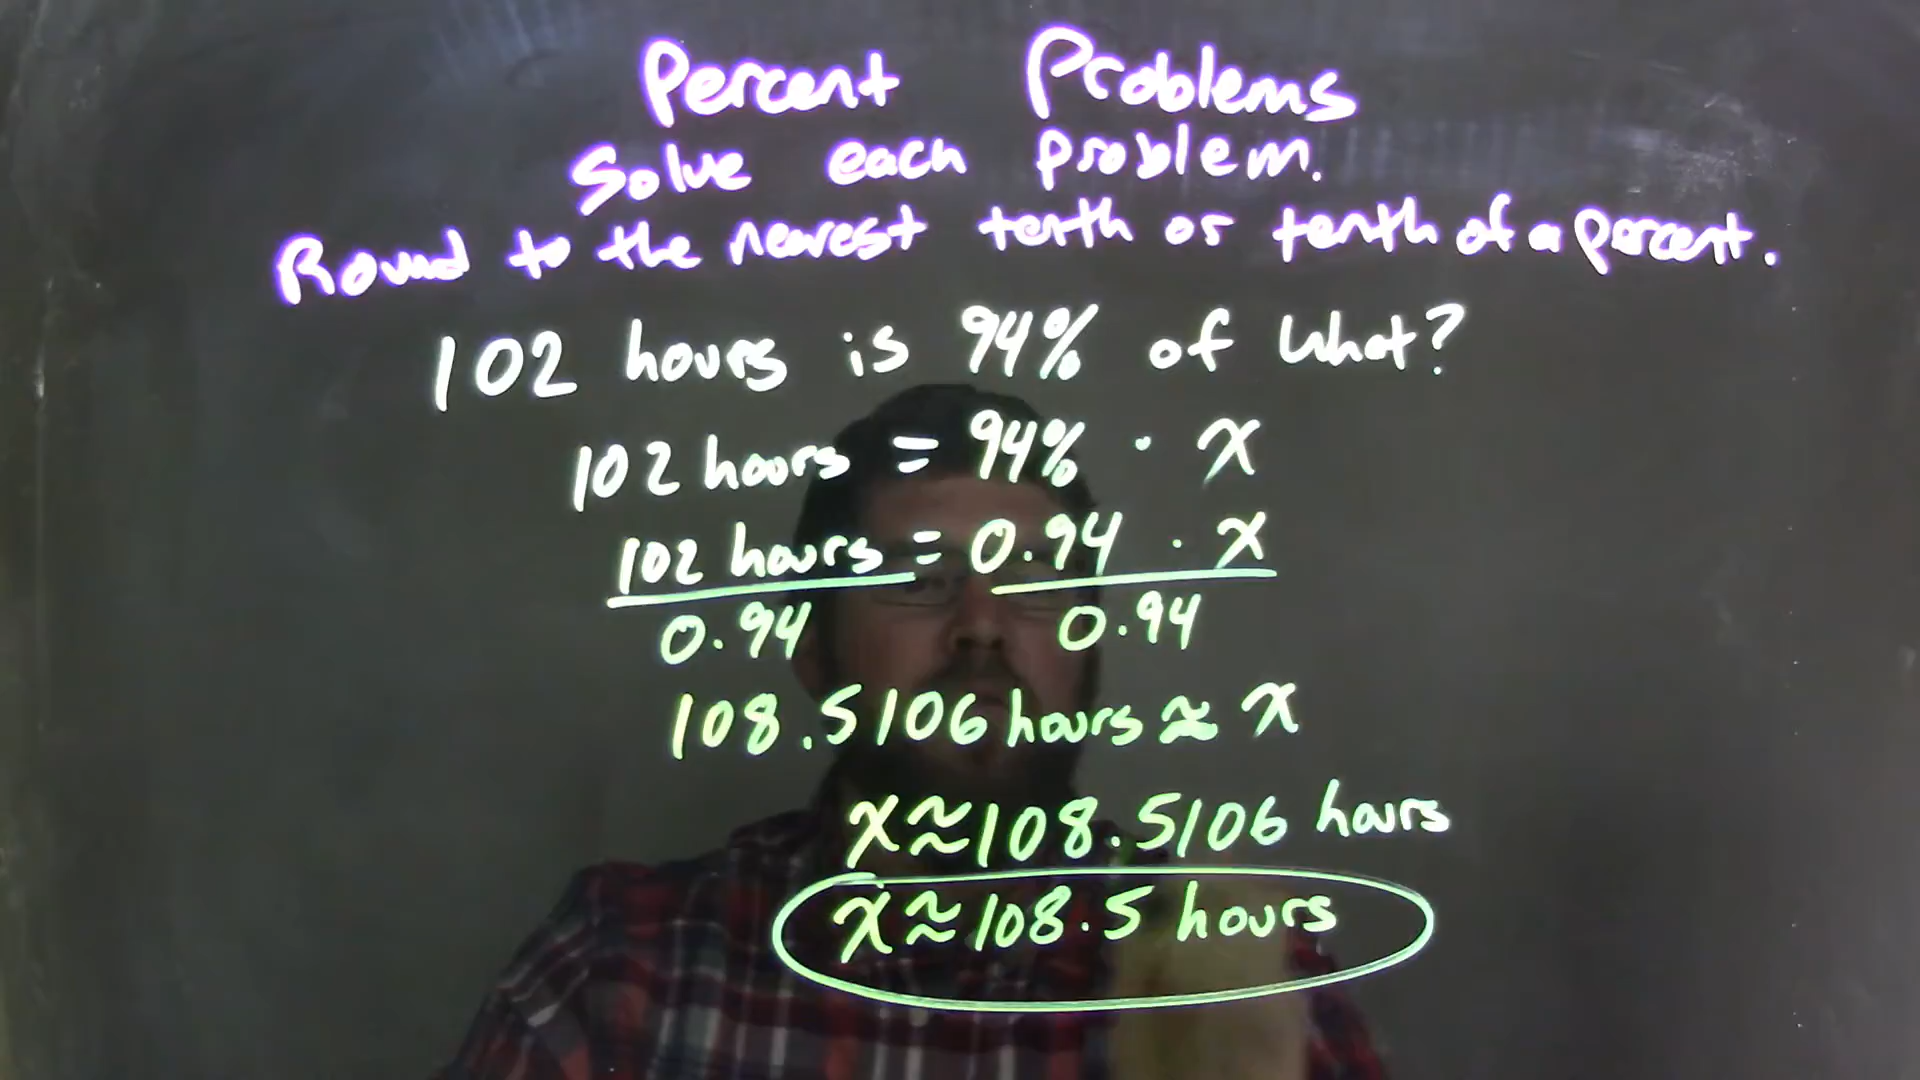 Percent Problems
Solve each problem.
Round to the nearest tenth or tenth of a percent.
102 hours is 94% of what?
102 hours = 94% · x
102 hours = 0.94 · x
0.94 0.94
108.5106 hours ≈ x
x ≈ 108.5106 hours
x ≈ 108.5 hours